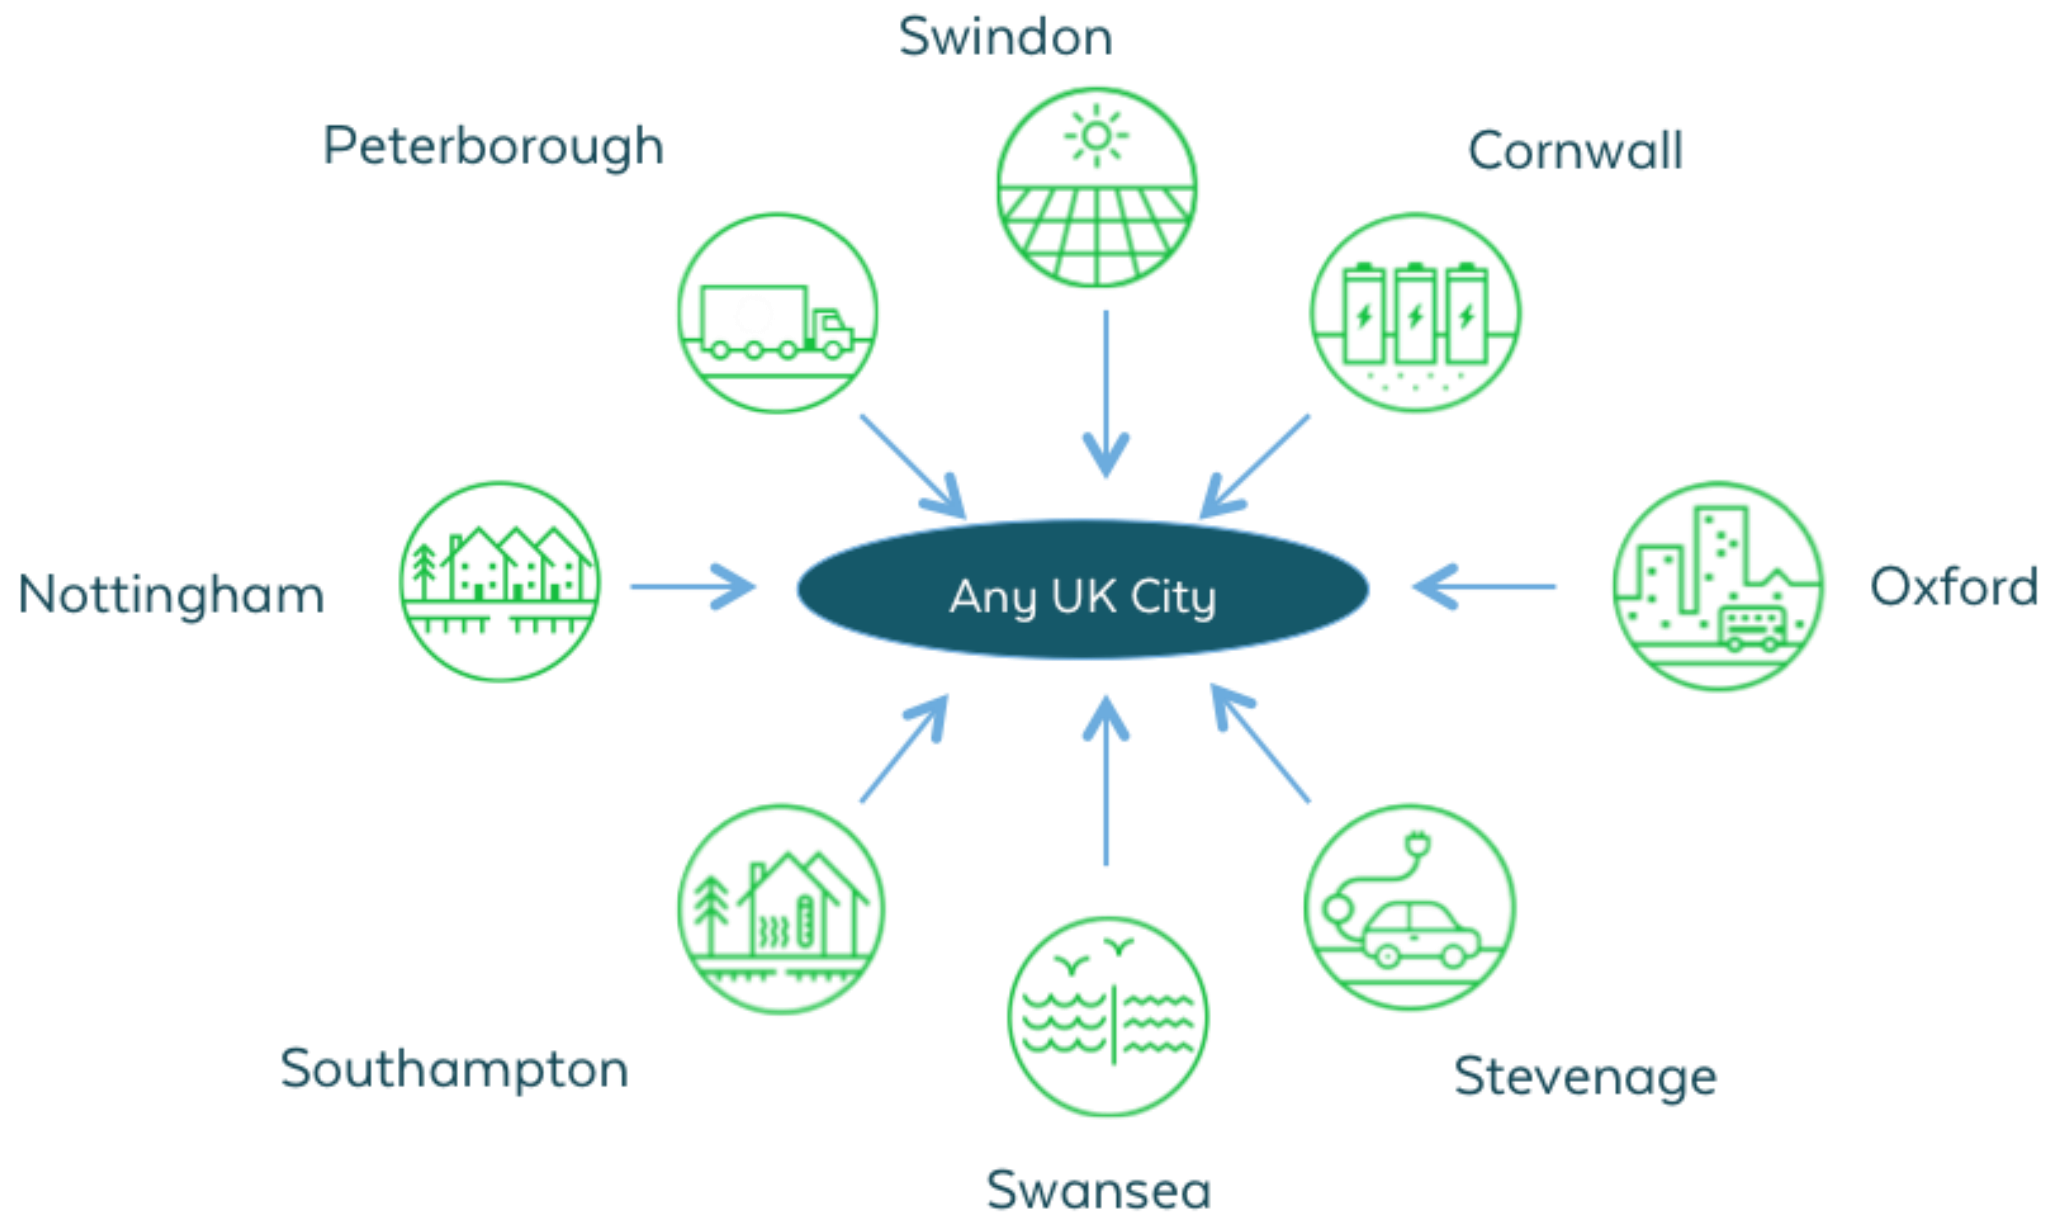 Swindon
Peterborough
Cornwall
Nottingham
Any UK City
Oxford
Southampton
Stevenage
Swansea